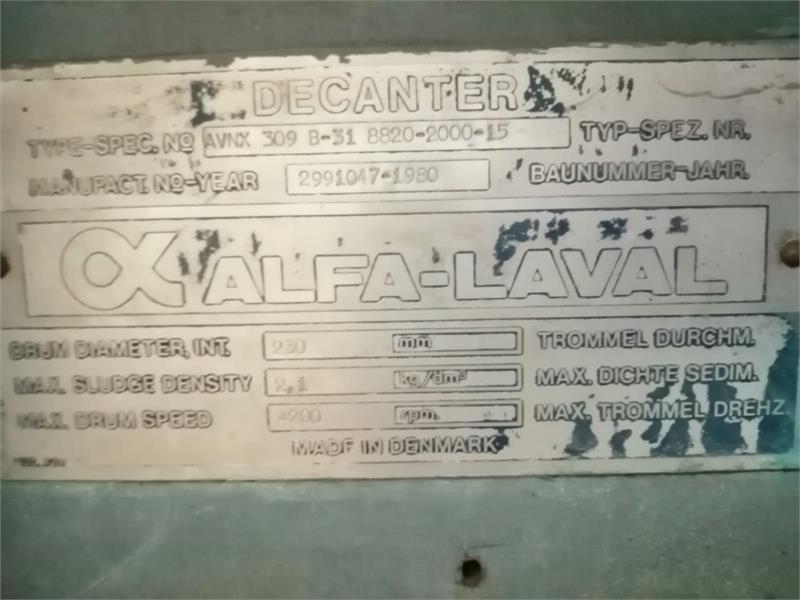 DECANTER
TYPE-SPEC. NO AVNX 309 B-31 8820-2000-15 TYP-SPEZ. NR.
MANUFACT. NO-YEAR 2991047-1980 BAUNUMMER-JAHR.
ALFA-LAVAL
DRUM DIAMETER, INT. 230 mm TROMMEL DURCHM.
MAX. SLUDGE DENSITY 2,1 kg/dm³ MAX. DICHTE SEDIM.
MAX. DRUM SPEED 4200 rpm. MAX. TROMMEL DREHZ.
MADE IN DENMARK